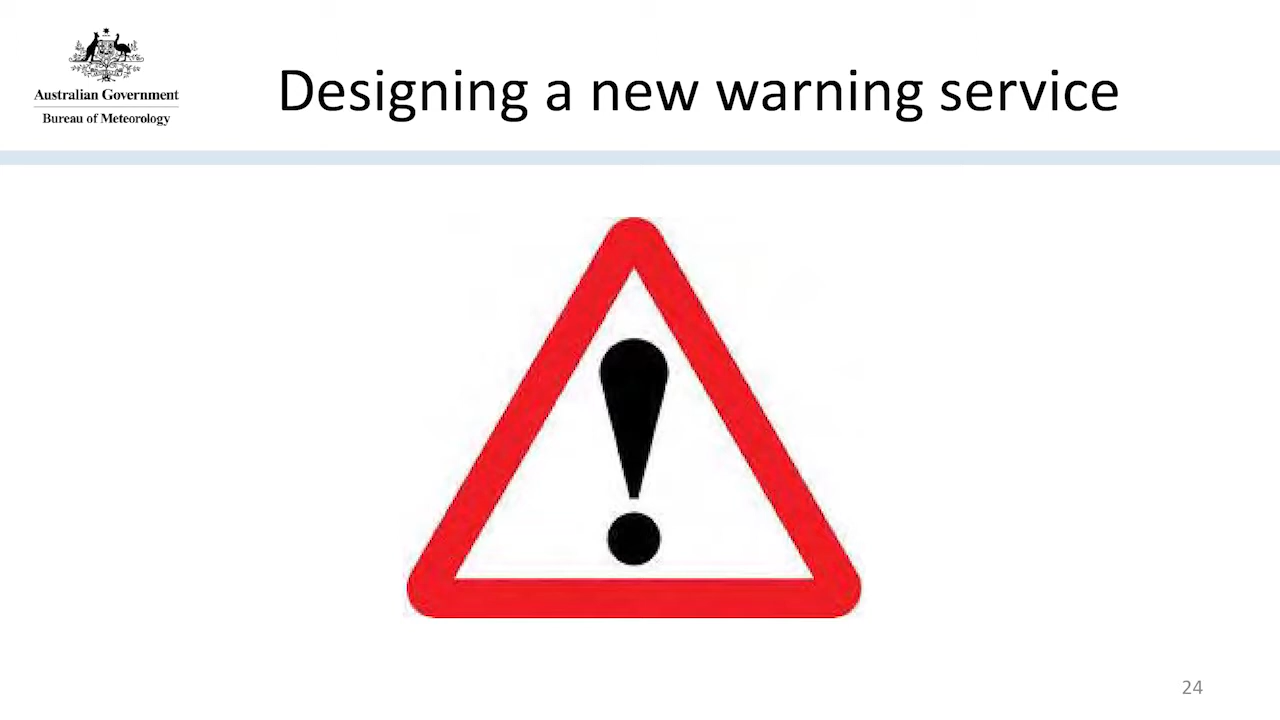 Australian Government
Bureau of Meteorology
Designing a new warning service
!
24